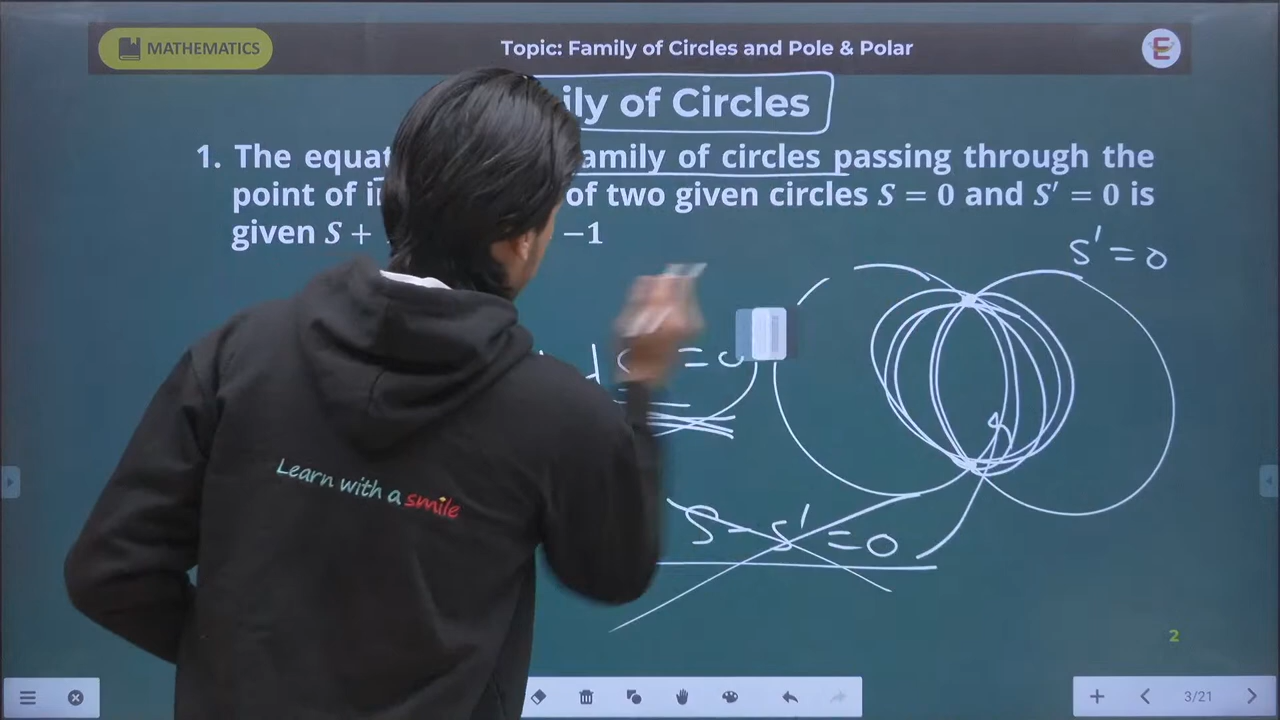 MATHEMATICS
Topic: Family of Circles and Pole & Polar
E
ily of Circles
1. The equat amily of circles passing through the
point of i of two given circles S = 0 and S′ = 0 is
given S + −1
S′ = 0
= 0
S - S′ = 0
Learn with a smile
2
3/21